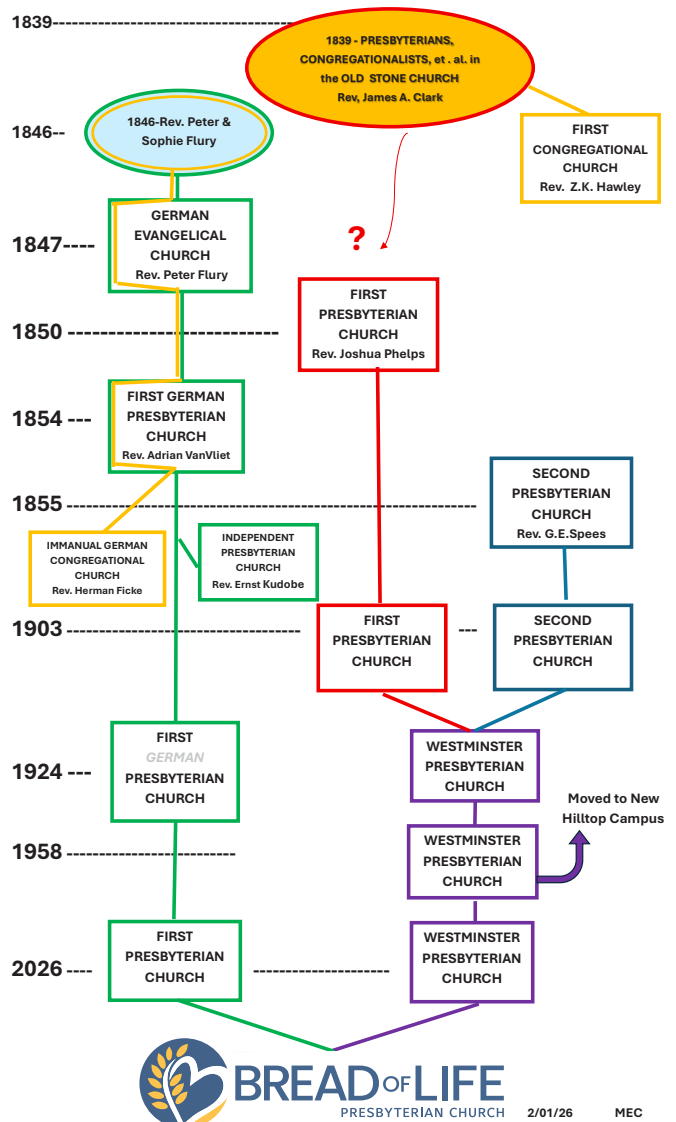 1839-------------------------------
1839 - PRESBYTERIANS,
CONGREGATIONALISTS, et . al. in
the OLD STONE CHURCH
Rev, James A. Clark
1846--
1846-Rev. Peter &
Sophie Flury
FIRST
CONGREGATIONAL
CHURCH
Rev. Z.K. Hawley
1847----
GERMAN
EVANGELICAL
CHURCH
Rev. Peter Flury
?
1850 ----------------------------
FIRST
PRESBYTERIAN
CHURCH
Rev. Joshua Phelps
1854 ---
FIRST GERMAN
PRESBYTERIAN
CHURCH
Rev. Adrian VanVliet
1855--------------------------------------------------------
SECOND
PRESBYTERIAN
CHURCH
Rev. G.E.Spees
IMMANUAL GERMAN
CONGREGATIONAL
CHURCH
Rev. Herman Ficke
INDEPENDENT
PRESBYTERIAN
CHURCH
Rev. Ernst Kudobe
1903--------------------------------
---
FIRST
PRESBYTERIAN
CHURCH
SECOND
PRESBYTERIAN
CHURCH
1924 ---
FIRST
GERMAN
PRESBYTERIAN
CHURCH
WESTMINSTER
PRESBYTERIAN
CHURCH
Moved to New
Hilltop Campus
1958-----------------------
WESTMINSTER
PRESBYTERIAN
CHURCH
2026 ----
FIRST
PRESBYTERIAN
CHURCH
------------------
WESTMINSTER
PRESBYTERIAN
CHURCH
BREAD OF LIFE
PRESBYTERIAN CHURCH
2/01/26 MEC